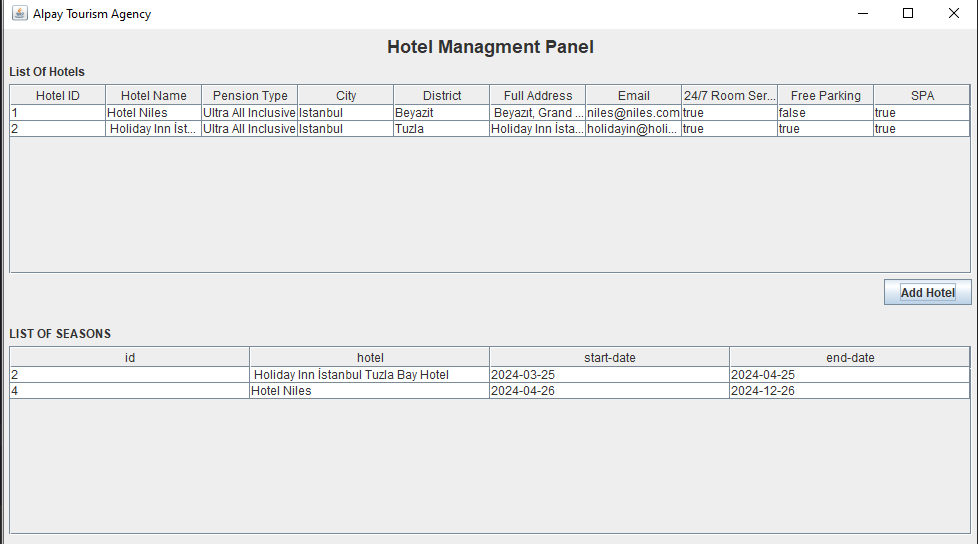 Alpay Tourism Agency
Hotel Managment Panel
List Of Hotels
Hotel ID Hotel Name Pension Type City District Full Address Email 24/7 Room Ser... Free Parking SPA
1 Hotel Niles Ultra All Inclusive Istanbul Beyazit Beyazıt, Grand ... niles@niles.com true false true
2 Holiday Inn İst... Ultra All Inclusive Istanbul Tuzla Holiday Inn İsta... holidayin@holi... true true true
Add Hotel
LIST OF SEASONS
id hotel start-date end-date
2 Holiday Inn İstanbul Tuzla Bay Hotel 2024-03-25 2024-04-25
4 Hotel Niles 2024-04-26 2024-12-26